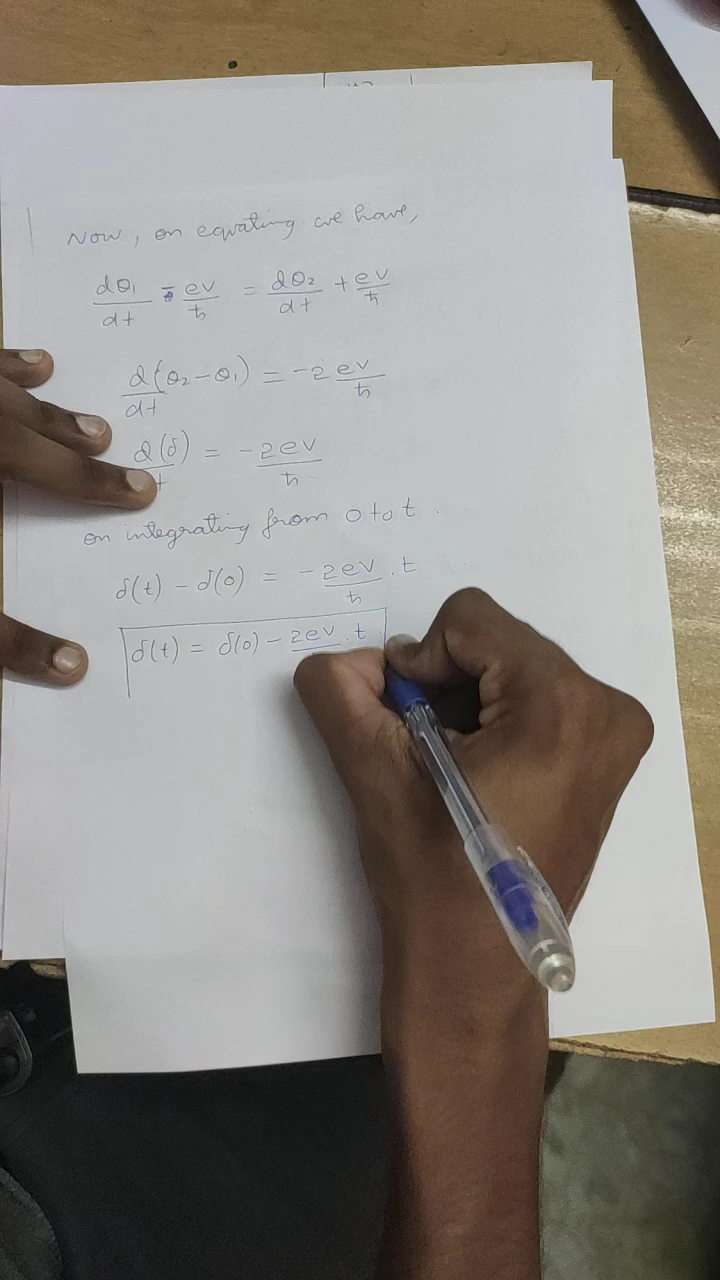 Now, on equating we have,
dθ₁/dt - ev/ħ = dθ₂/dt + ev/ħ
d/dt (θ₂ - θ₁) = -2 ev/ħ
d(δ)/t = -2ev/ħ
on integrating from 0 to t.
δ(t) - δ(0) = -2ev/ħ . t
δ(t) = δ(0) - 2ev . t